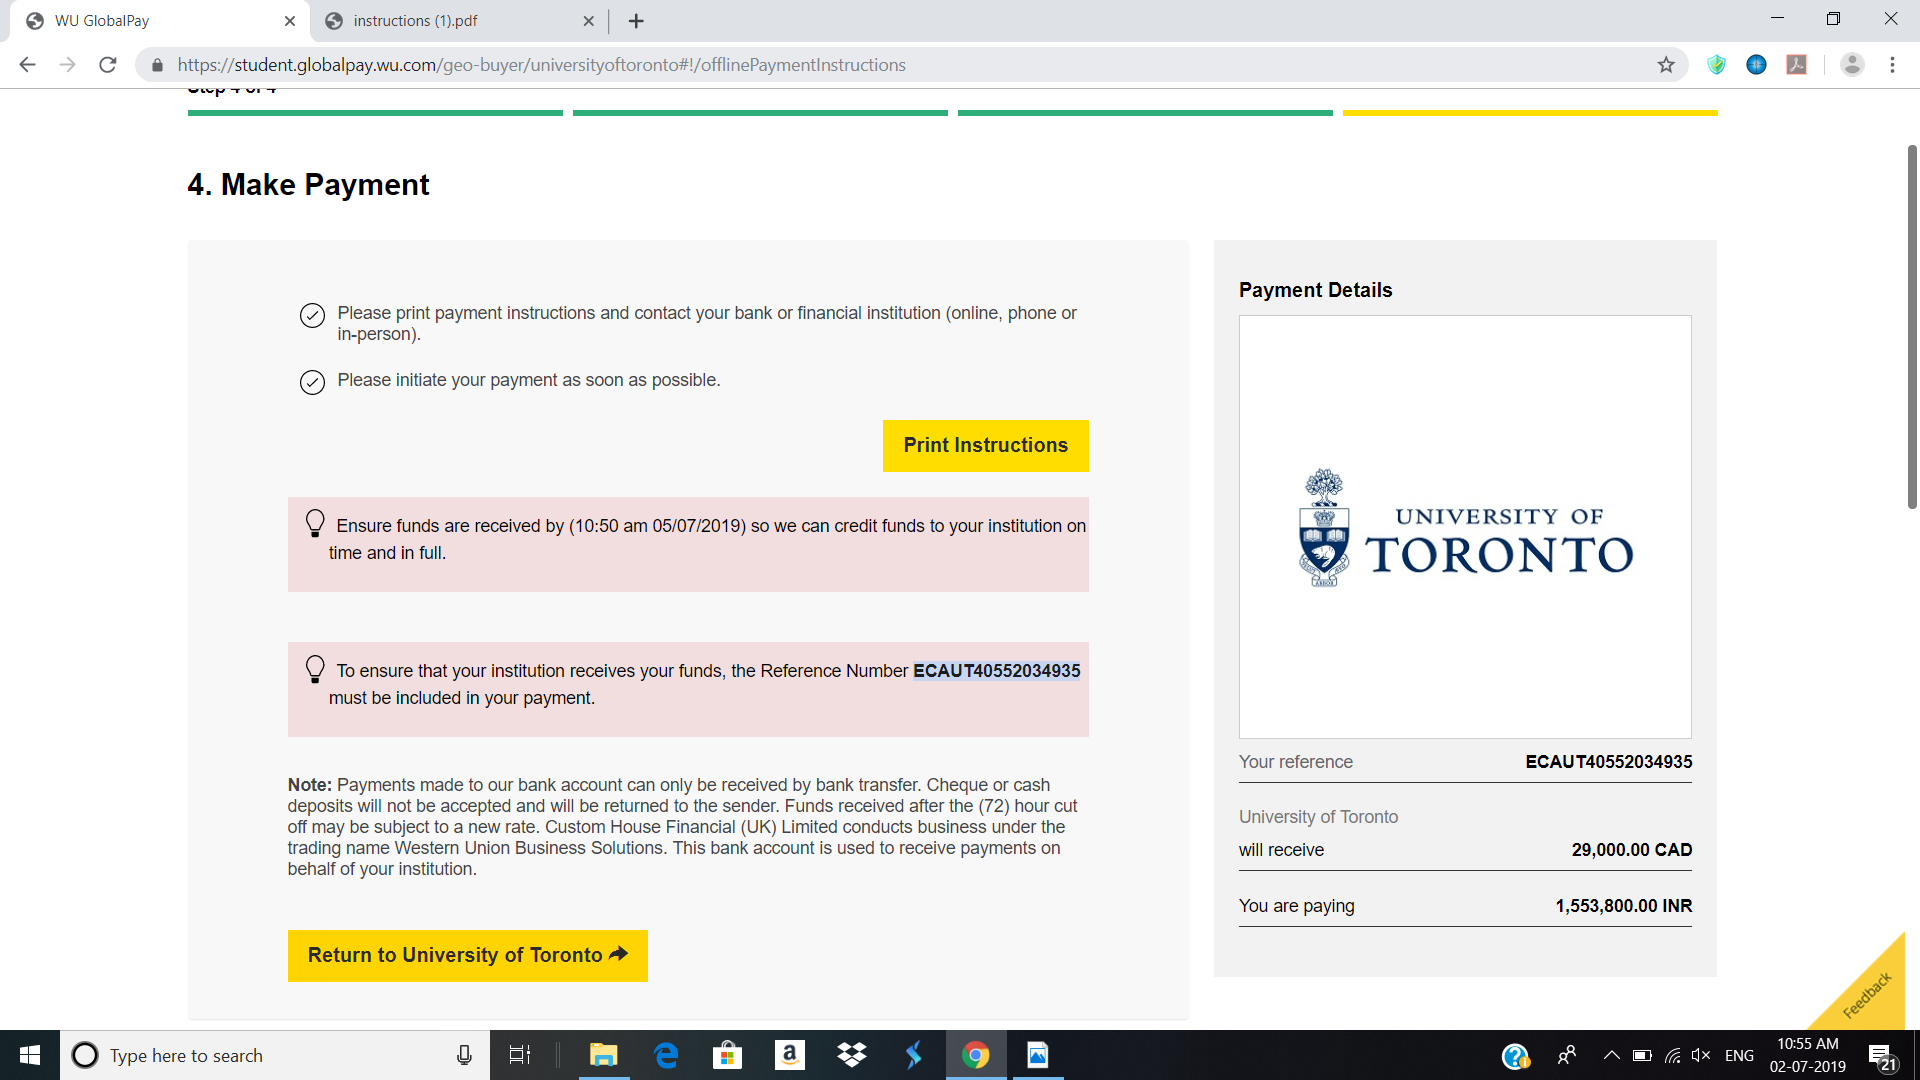 WU GlobalPay
instructions (1).pdf
https://student.globalpay.wu.com/geo-buyer/universityoftoronto#!/offlinePaymentInstructions
Step 4 of 4
4. Make Payment
Please print payment instructions and contact your bank or financial institution (online, phone or
in-person).
Please initiate your payment as soon as possible.
Print Instructions
Ensure funds are received by (10:50 am 05/07/2019) so we can credit funds to your institution on
time and in full.
To ensure that your institution receives your funds, the Reference Number ECAUT40552034935
must be included in your payment.
Note: Payments made to our bank account can only be received by bank transfer. Cheque or cash
deposits will not be accepted and will be returned to the sender. Funds received after the (72) hour cut
off may be subject to a new rate. Custom House Financial (UK) Limited conducts business under the
trading name Western Union Business Solutions. This bank account is used to receive payments on
behalf of your institution.
Return to University of Toronto
Payment Details
UNIVERSITY OF
TORONTO
Your reference ECAUT40552034935
University of Toronto
will receive 29,000.00 CAD
You are paying 1,553,800.00 INR
Feedback
Type here to search
ENG
10:55 AM
02-07-2019
21